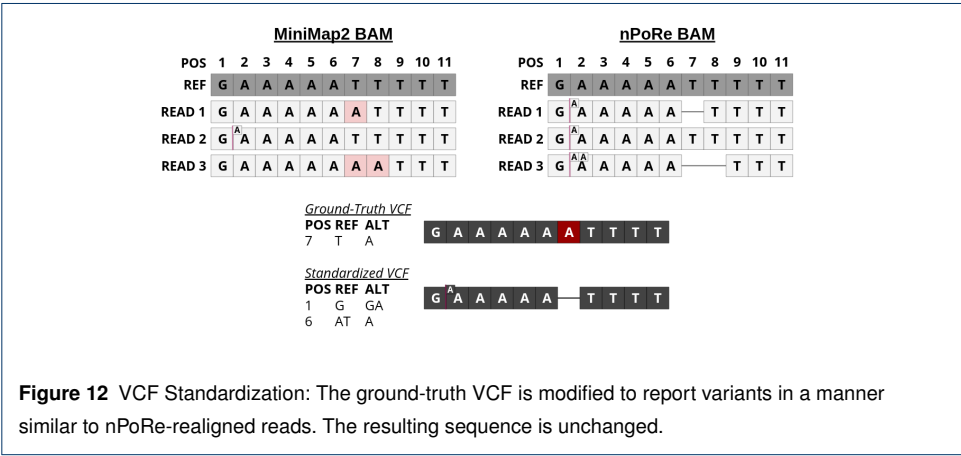 MiniMap2 BAM nPoRe BAM
POS 1 2 3 4 5 6 7 8 9 10 11 POS 1 2 3 4 5 6 7 8 9 10 11
REF G A A A A A T T T T T REF G A A A A A T T T T T
A
READ 1 G A A A A A A T T T T READ 1 G A A A A A — T T T T
A A
READ 2 G A A A A A T T T T T READ 2 G A A A A A T T T T T
A A
READ 3 G A A A A A A A T T T READ 3 G A A A A A — T T T
Ground-Truth VCF
POS REF ALT G A A A A A A T T T T
7 T A
Standardized VCF
A
POS REF ALT G A A A A A — T T T T
1 G GA
6 AT A
Figure 12 VCF Standardization: The ground-truth VCF is modified to report variants in a manner
similar to nPoRe-realigned reads. The resulting sequence is unchanged.